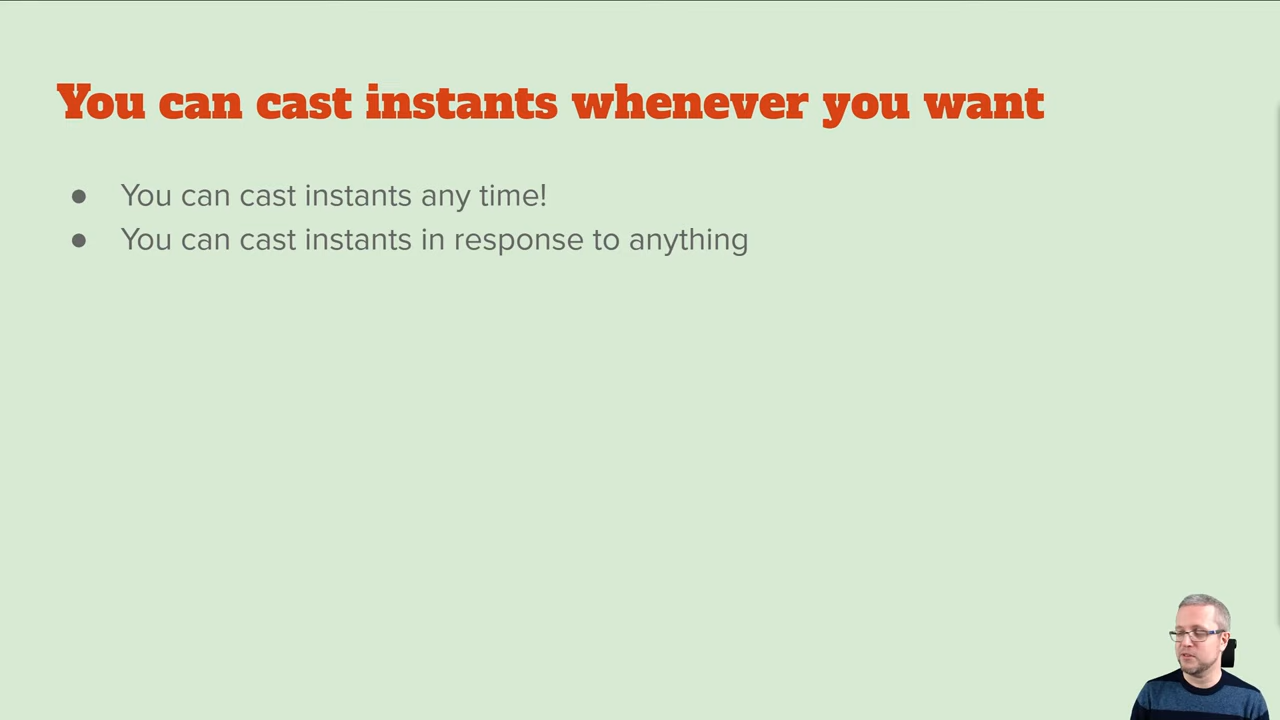 You can cast instants whenever you want
● You can cast instants any time!
● You can cast instants in response to anything